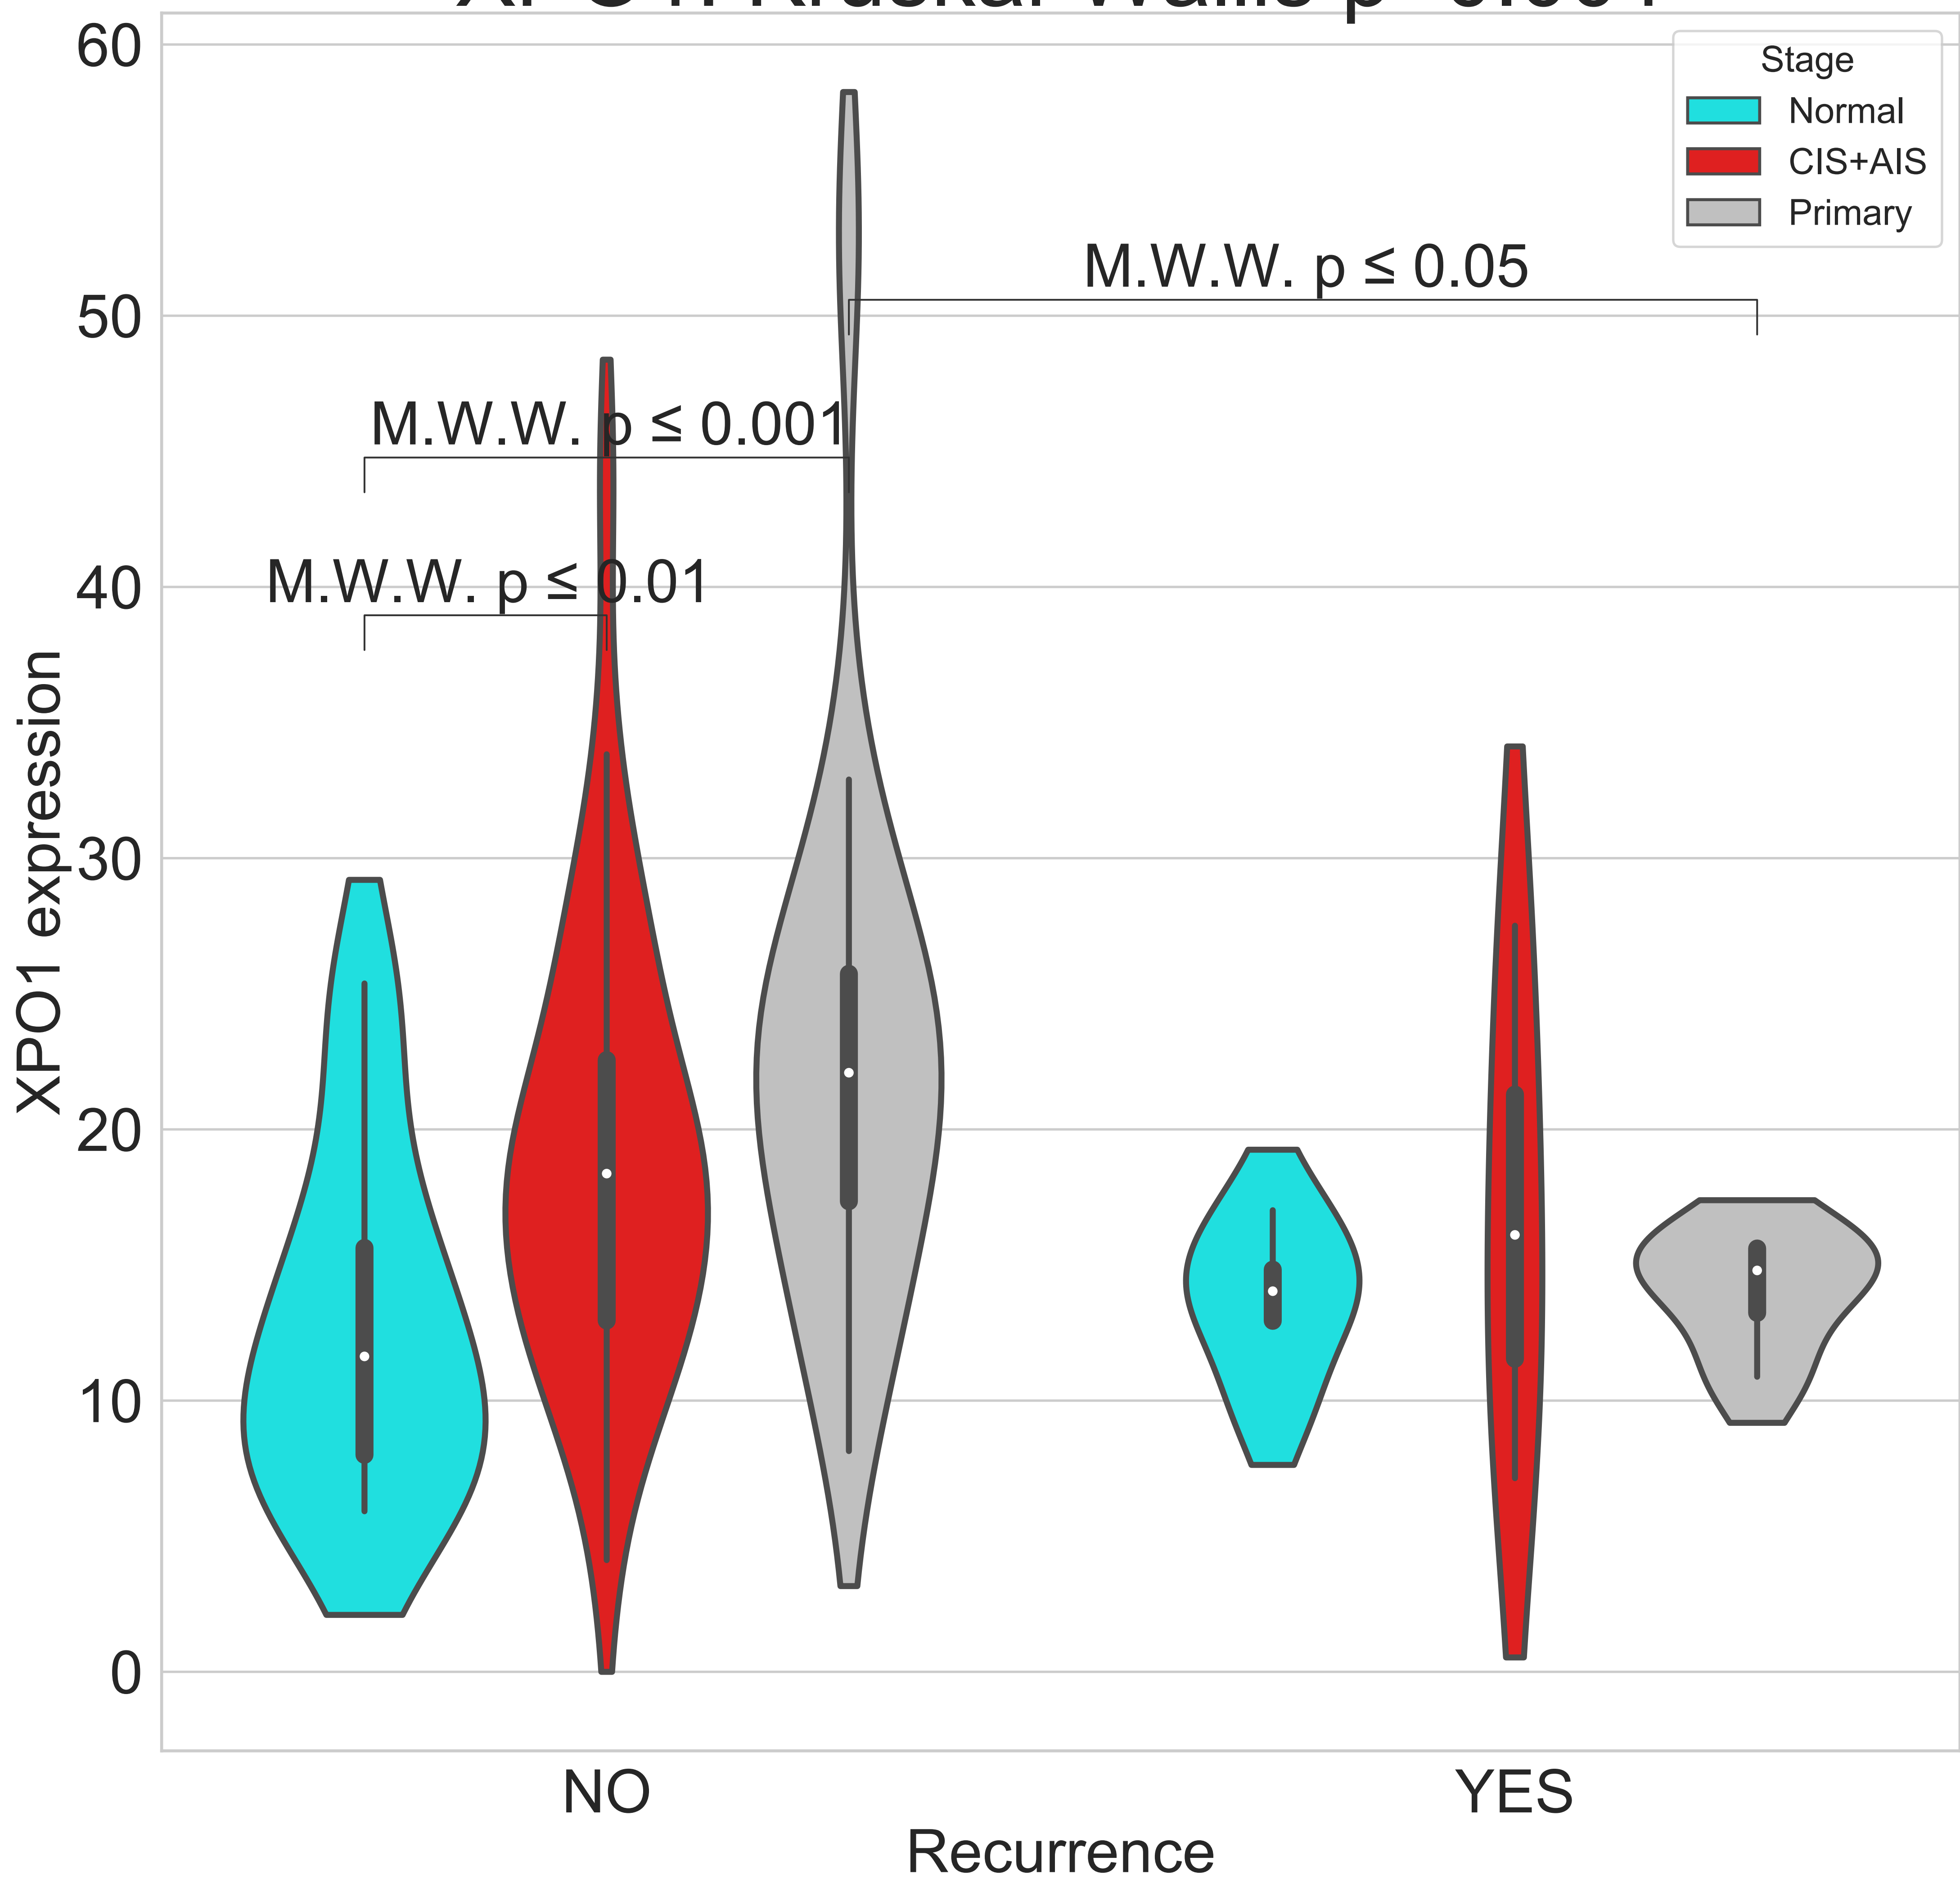 60
50
40
30
20
10
0
XPO1 expression
Stage
Normal
CIS+AIS
Primary
M.W.W. p ≤ 0.05
M.W.W. p ≤ 0.001
M.W.W. p ≤ 0.01
NO
YES
Recurrence